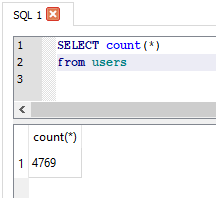 SQL 1
1 SELECT count(*)
2 from users
3
count(*)
1 4769